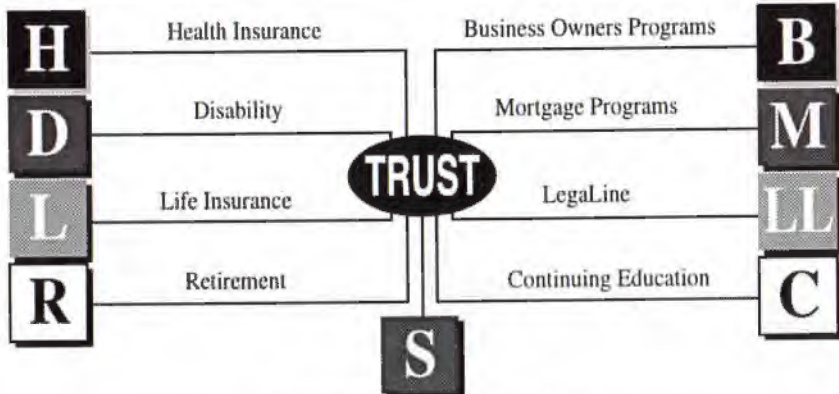 H Health Insurance Business Owners Programs B
D Disability Mortgage Programs M
TRUST
L Life Insurance LegaLine LL
R Retirement Continuing Education C
S